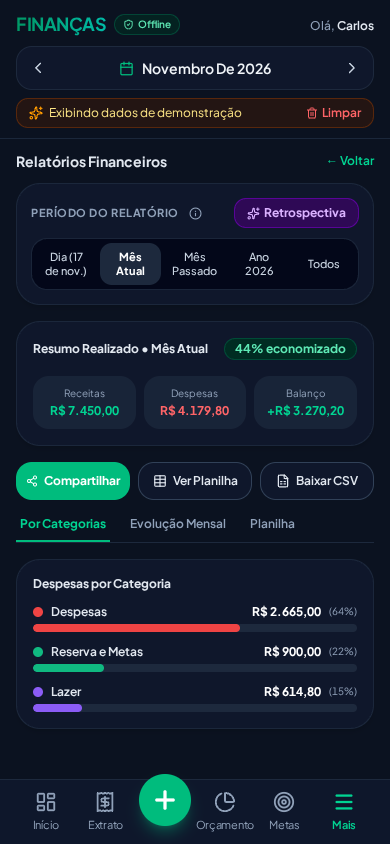 FINANÇAS Offline Olá, Carlos
Novembro De 2026
Exibindo dados de demonstração Limpar
Relatórios Financeiros ← Voltar
PERÍODO DO RELATÓRIO Retrospectiva
Dia (17 de nov.)
Mês Atual
Mês Passado
Ano 2026
Todos
Resumo Realizado • Mês Atual 44% economizado
Receitas
R$ 7.450,00
Despesas
R$ 4.179,80
Balanço
+R$ 3.270,20
Compartilhar Ver Planilha Baixar CSV
Por Categorias Evolução Mensal Planilha
Despesas por Categoria
Despesas R$ 2.665,00 (64%)
Reserva e Metas R$ 900,00 (22%)
Lazer R$ 614,80 (15%)
Início Extrato Orçamento Metas Mais